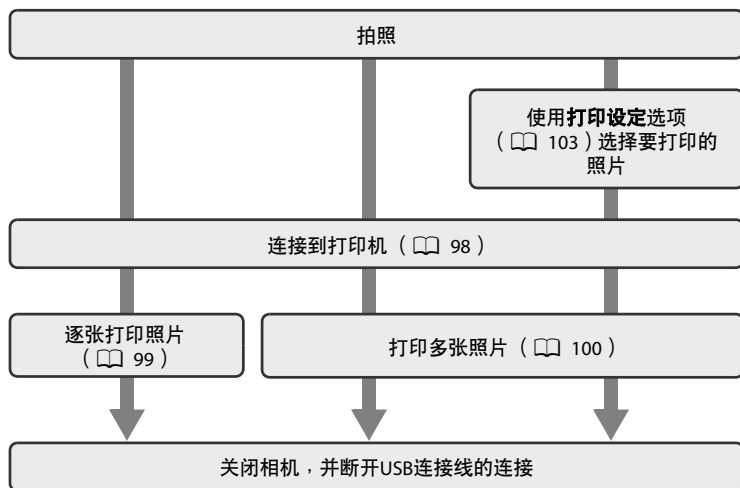 拍照
使用打印设定选项
（ 103 ）选择要打印的
照片
连接到打印机（ 98 ）
逐张打印照片
（ 99 ）
打印多张照片（ 100 ）
关闭相机，并断开USB连接线的连接